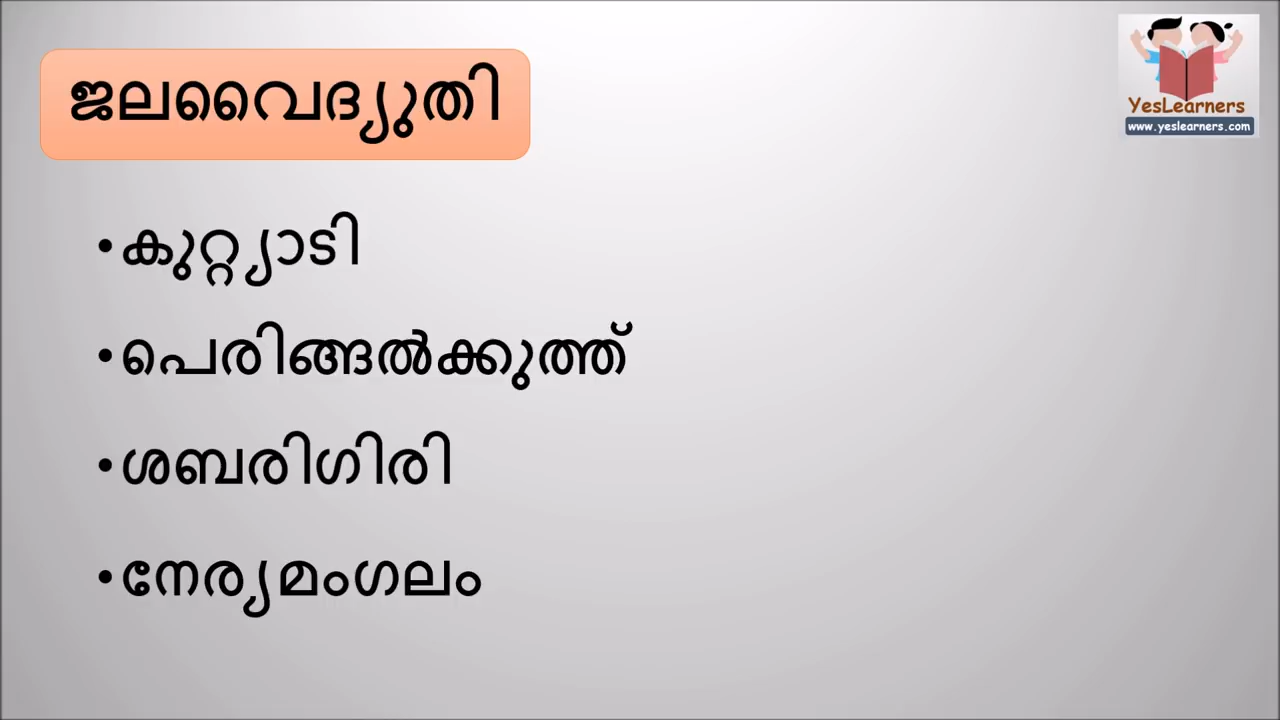 ജലവൈദ്യുതി
YesLearners
www.yeslearners.com
•കുറ്റ്യാടി
•പെരിങ്ങൽക്കുത്ത്
•ശബരിഗിരി
•നേര്യമംഗലം